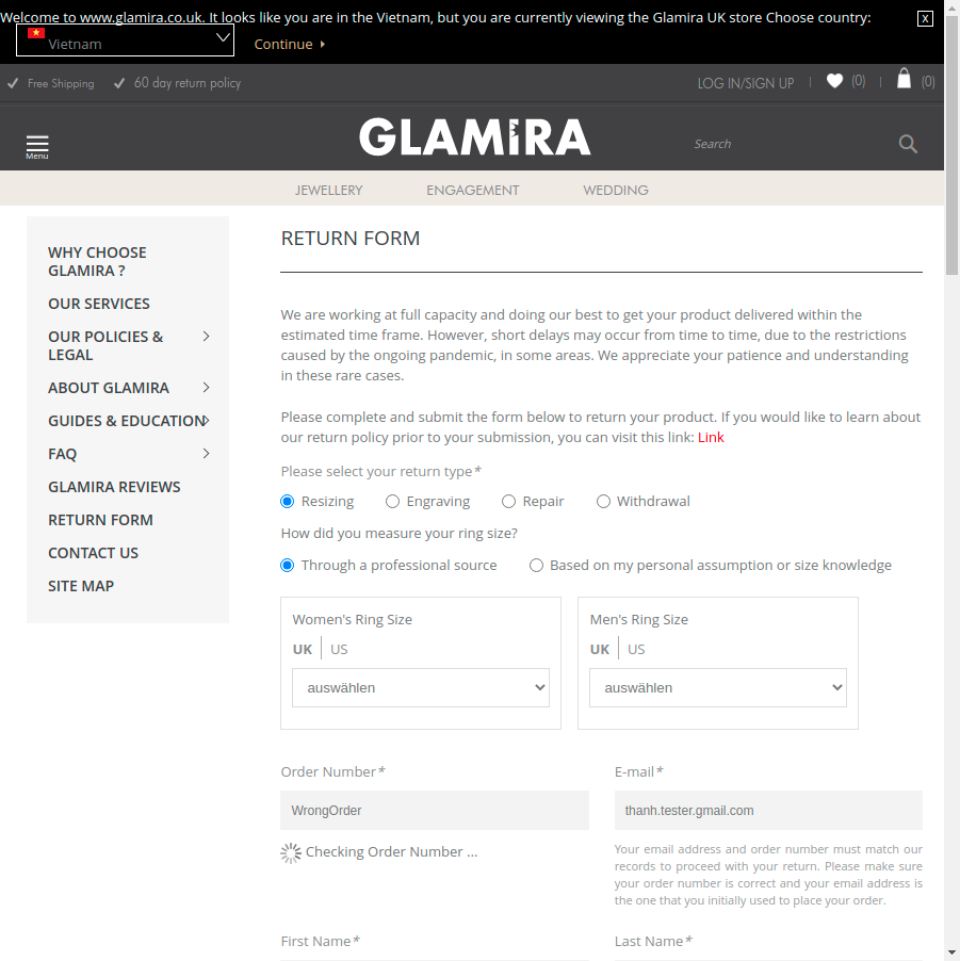 Welcome to www.glamira.co.uk. It looks like you are in the Vietnam, but you are currently viewing the Glamira UK store Choose country:
X
Vietnam
Continue
Free Shipping
60 day return policy
LOG IN/SIGN UP
(0)
(0)
Menu
GLAMIRA
Search
JEWELLERY
ENGAGEMENT
WEDDING
WHY CHOOSE
GLAMIRA ?
OUR SERVICES
OUR POLICIES &
LEGAL
ABOUT GLAMIRA
GUIDES & EDUCATION
FAQ
GLAMIRA REVIEWS
RETURN FORM
CONTACT US
SITE MAP
RETURN FORM
We are working at full capacity and doing our best to get your product delivered within the
estimated time frame. However, short delays may occur from time to time, due to the restrictions
caused by the ongoing pandemic, in some areas. We appreciate your patience and understanding
in these rare cases.
Please complete and submit the form below to return your product. If you would like to learn about
our return policy prior to your submission, you can visit this link: Link
Please select your return type*
Resizing
Engraving
Repair
Withdrawal
How did you measure your ring size?
Through a professional source
Based on my personal assumption or size knowledge
Women's Ring Size
UK | US
auswählen
Men's Ring Size
UK | US
auswählen
Order Number*
WrongOrder
Checking Order Number ...
E-mail*
thanh.tester.gmail.com
Your email address and order number must match our
records to proceed with your return. Please make sure
your order number is correct and your email address is
the one that you initially used to place your order.
First Name*
Last Name*